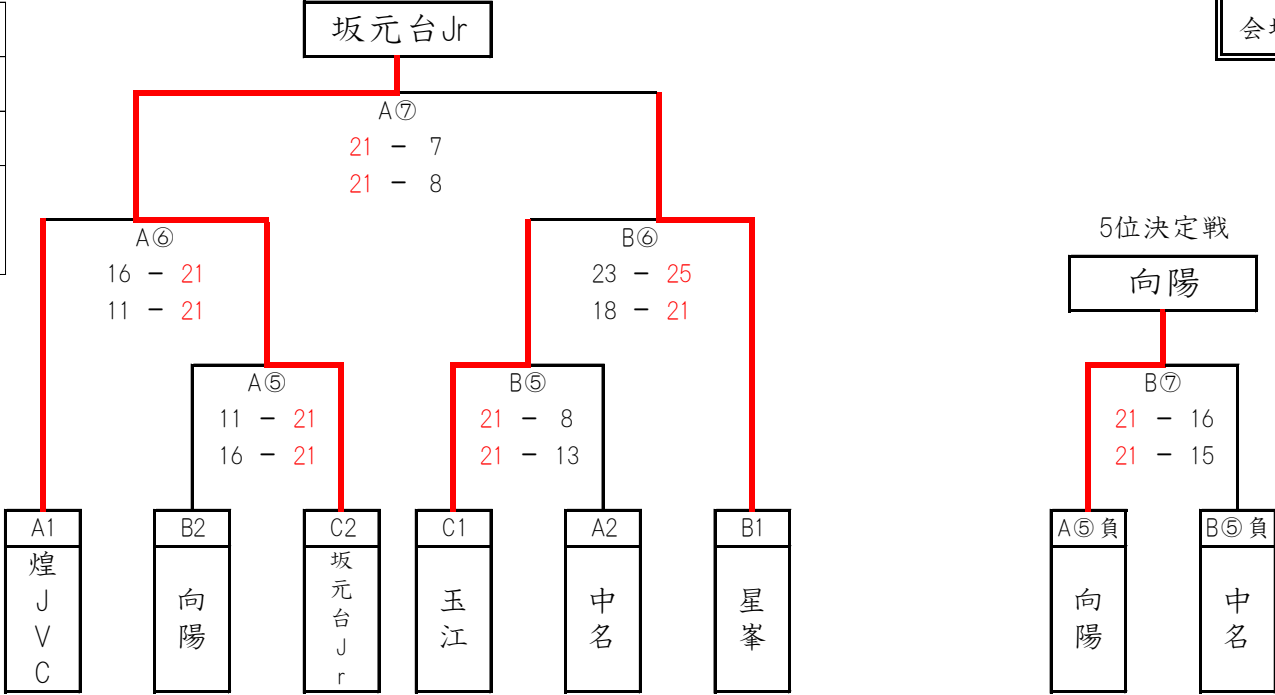 坂元台Jr
会場
A⑦
21 － 7
21 － 8
A⑥
16 － 21
11 － 21
B⑥
23 － 25
18 － 21
5位決定戦
向陽
A⑤
11 － 21
16 － 21
B⑤
21 － 8
21 － 13
B⑦
21 － 16
21 － 15
A1
B2
C2
C1
A2
B1
A⑤負
B⑤負
煌JVC
向陽
坂元台Jr
玉江
中名
星峯
向陽
中名